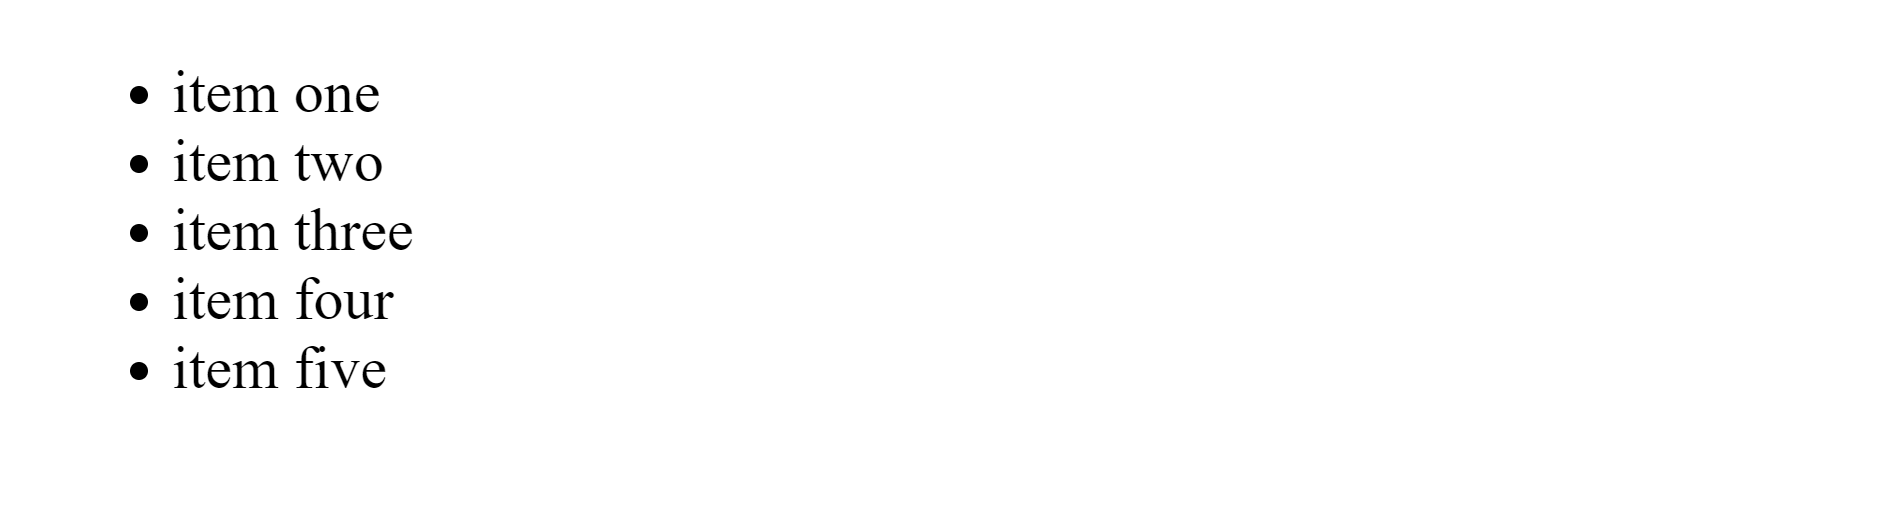 • item one
• item two
• item three
• item four
• item five